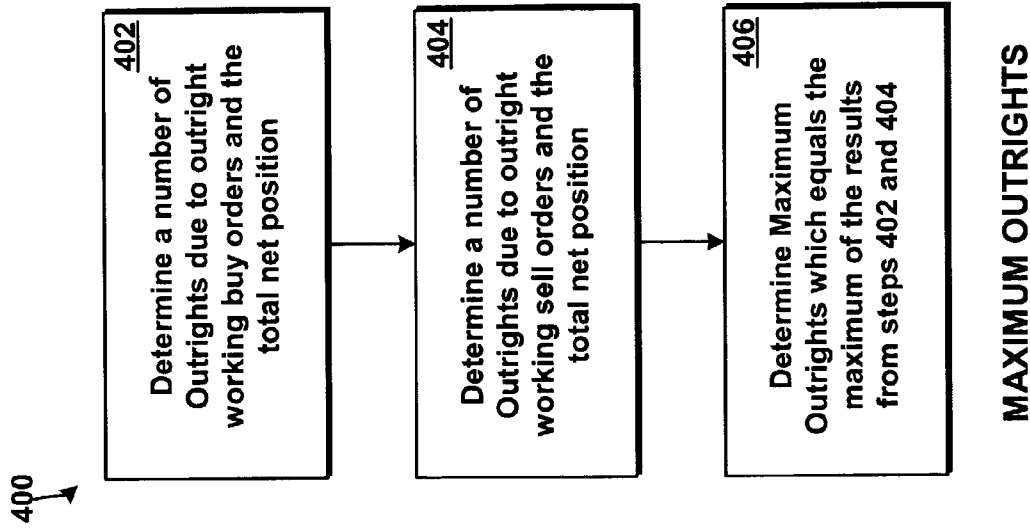 400
402
Determine a number of
Outrights due to outright
working buy orders and the
total net position
404
Determine a number of
Outrights due to outright
working sell orders and the
total net position
406
Determine Maximum
Outrights which equals the
maximum of the results
from steps 402 and 404
MAXIMUM OUTRIGHTS